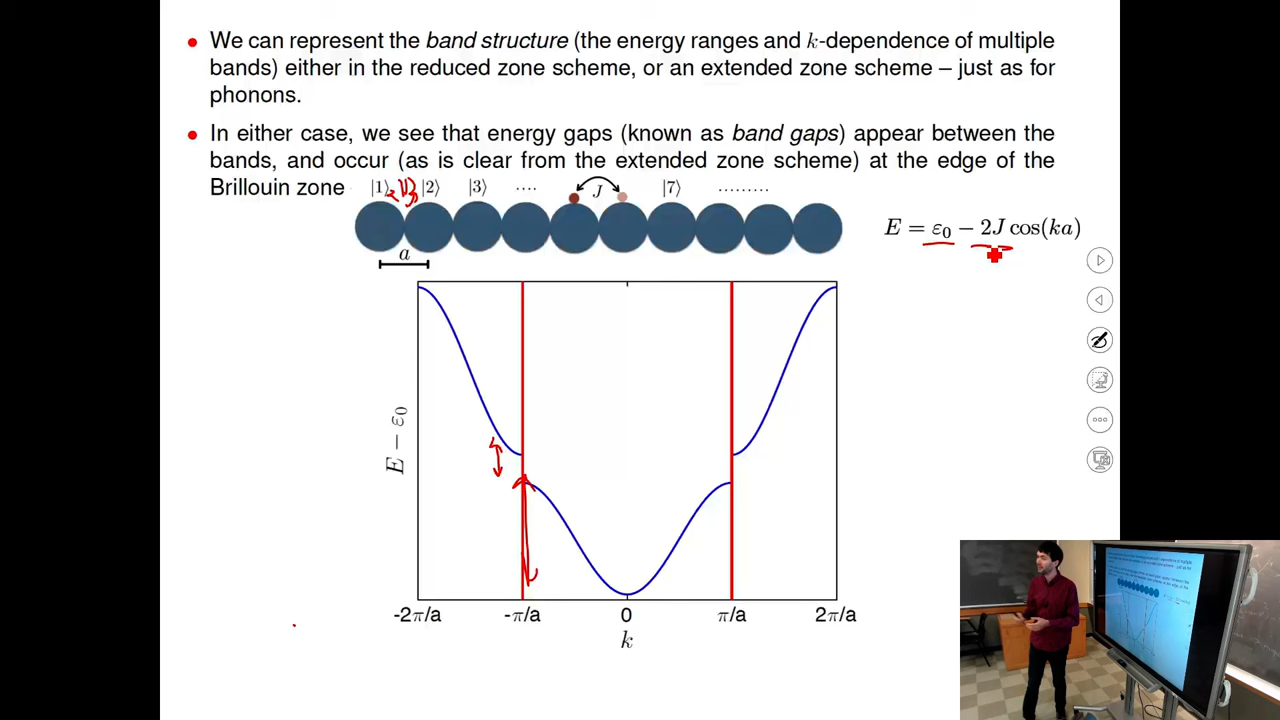 • We can represent the band structure (the energy ranges and k-dependence of multiple
bands) either in the reduced zone scheme, or an extended zone scheme – just as for
phonons.
• In either case, we see that energy gaps (known as band gaps) appear between the
bands, and occur (as is clear from the extended zone scheme) at the edge of the
Brillouin zone
|1⟩ |2⟩ |3⟩ .... J |7⟩ .........
a
E = ε₀ − 2J cos(ka)
E − ε₀
-2π/a -π/a 0 π/a 2π/a
k